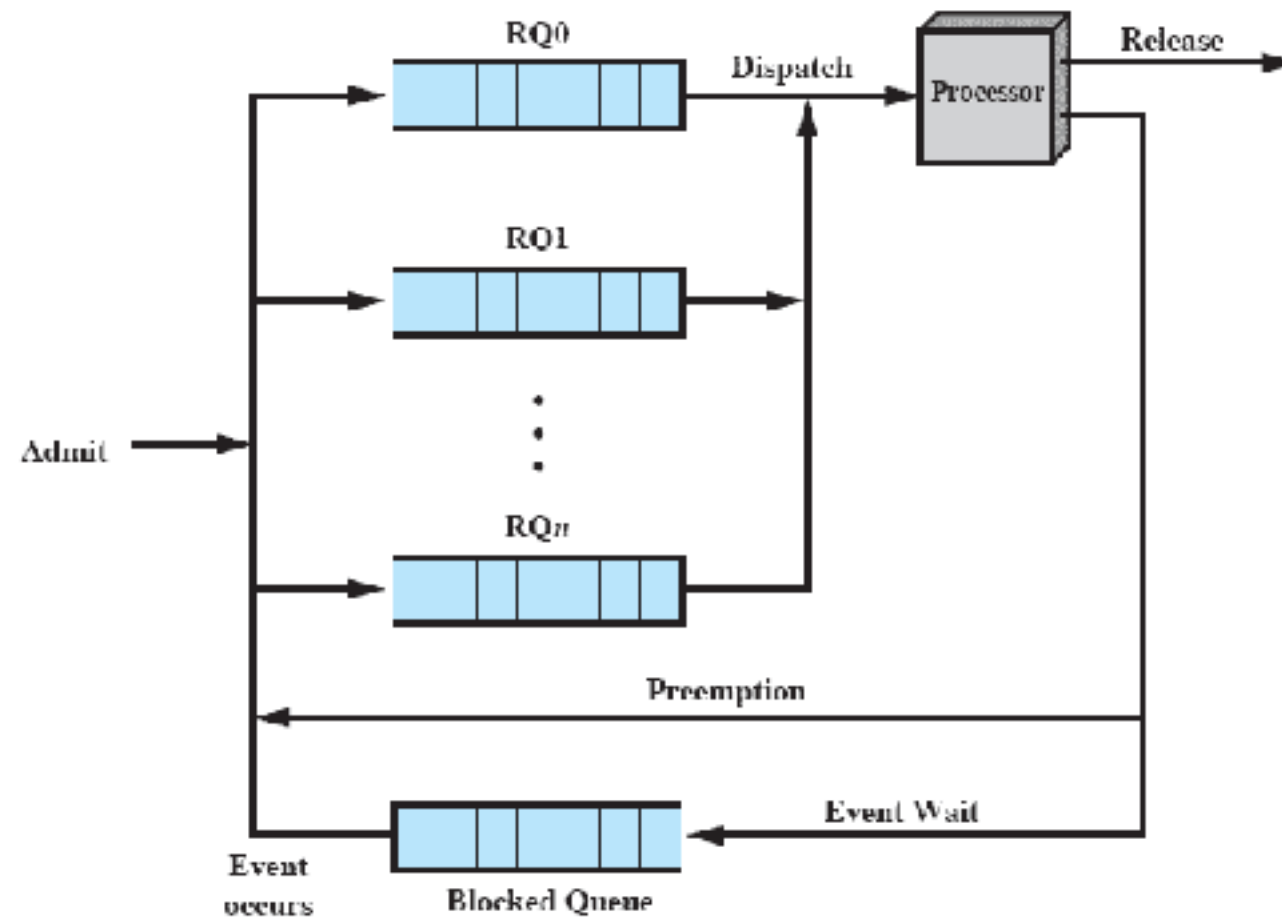 RQ0
Release
Dispatch
Processor
RQ1
Admit
RQn
Preemption
Event Wait
Event
occurs
Blocked Queue